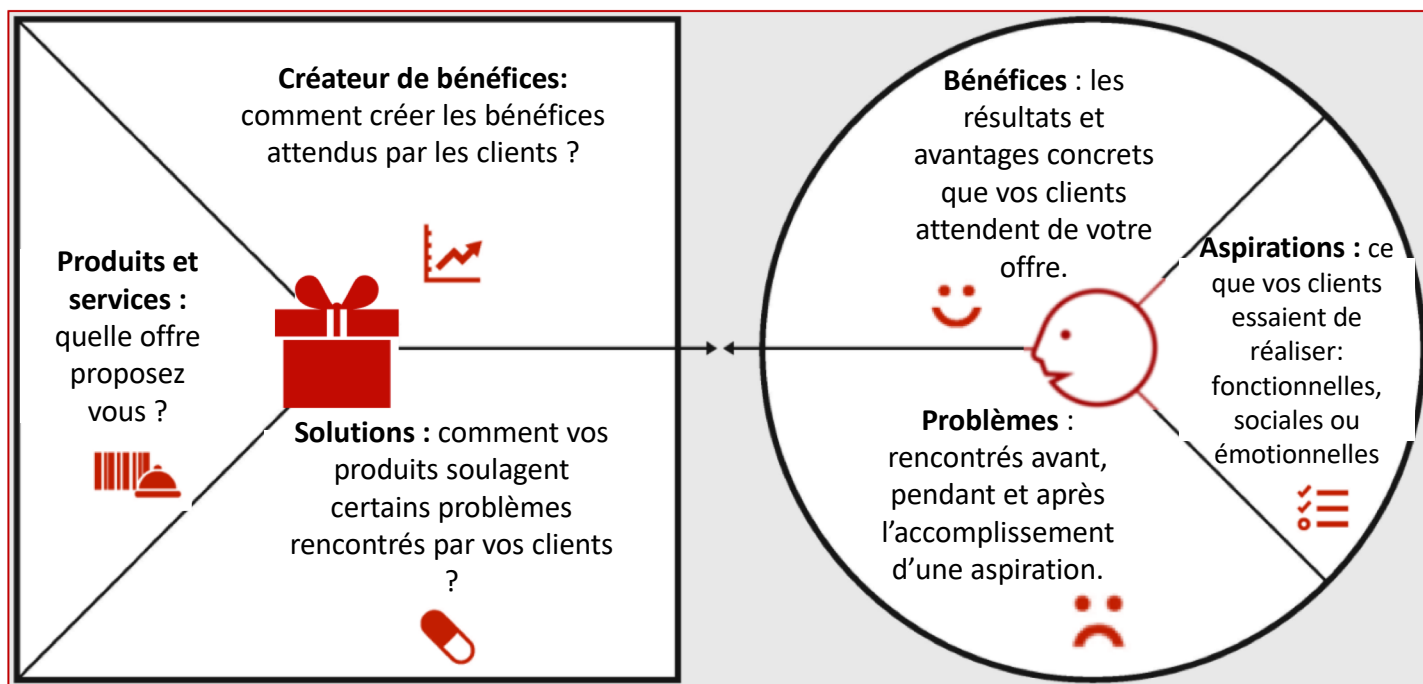 Créateur de bénéfices:
comment créer les bénéfices
attendus par les clients ?
Produits et
services :
quelle offre
proposez
vous ?
Solutions : comment vos
produits soulagent
certains problèmes
rencontrés par vos clients
?
Bénéfices : les
résultats et
avantages concrets
que vos clients
attendent de votre
offre.
Aspirations : ce
que vos clients
essaient de
réaliser:
fonctionnelles,
sociales ou
émotionnelles
Problèmes :
rencontrés avant,
pendant et après
l’accomplissement
d’une aspiration.